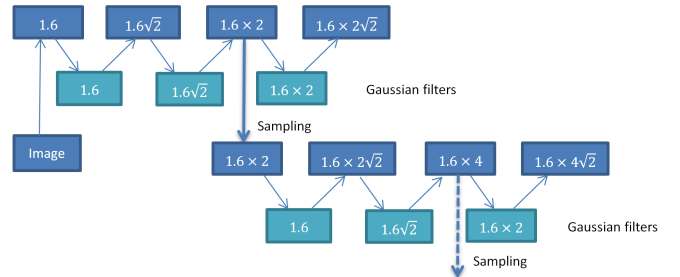 1.6 1.6√2 1.6 × 2 1.6 × 2√2
1.6 1.6√2 1.6 × 2 Gaussian filters
Sampling
Image 1.6 × 2 1.6 × 2√2 1.6 × 4 1.6 × 4√2
1.6 1.6√2 1.6 × 2 Gaussian filters
Sampling